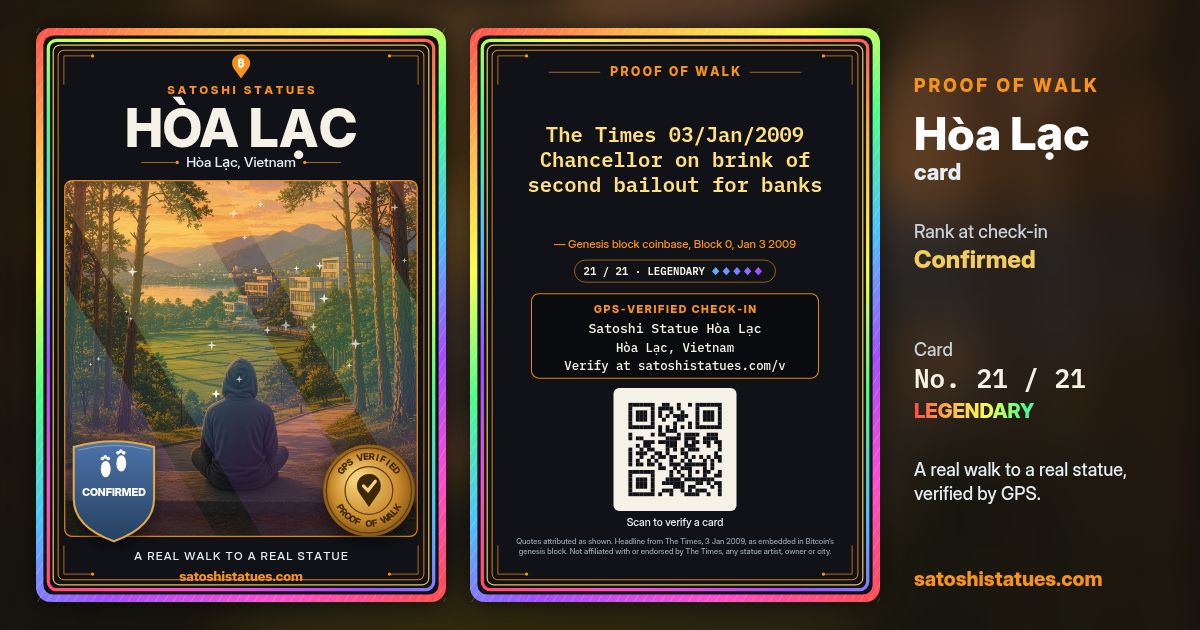 SATOSHI STATUES
HÒA LẠC
Hòa Lạc, Vietnam
CONFIRMED
GPS VERIFIED
PROOF OF WALK
A REAL WALK TO A REAL STATUE
satoshistatues.com
PROOF OF WALK
The Times 03/Jan/2009
Chancellor on brink of
second bailout for banks
— Genesis block coinbase, Block 0, Jan 3 2009
21 / 21 · LEGENDARY
GPS-VERIFIED CHECK-IN
Satoshi Statue Hòa Lạc
Hòa Lạc, Vietnam
Verify at satoshistatues.com/v
Scan to verify a card
Quotes attributed as shown. Headline from The Times, 3 Jan 2009, as embedded in Bitcoin's
genesis block. Not affiliated with or endorsed by The Times, any statue artist, owner or city.
PROOF OF WALK
Hòa Lạc
card
Rank at check-in
Confirmed
Card
No. 21 / 21
LEGENDARY
A real walk to a real statue,
verified by GPS.
satoshistatues.com